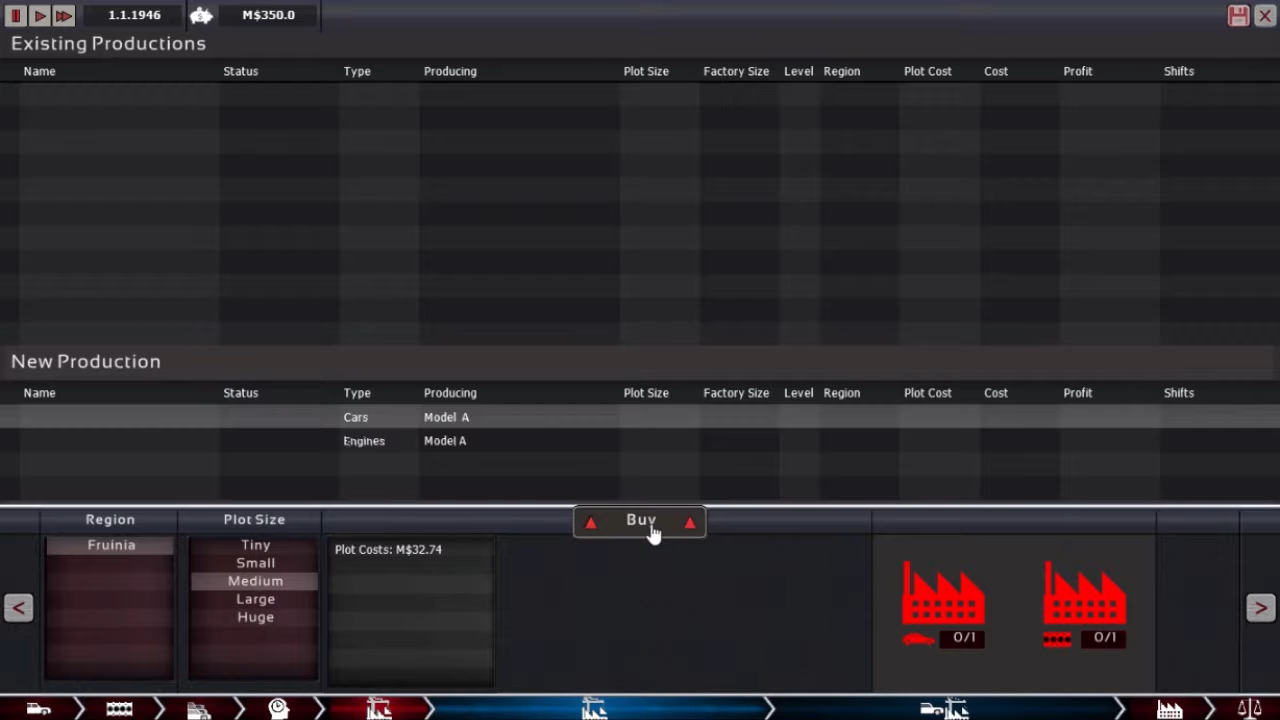 1.1.1946 M$350.0
Existing Productions
Name Status Type Producing Plot Size Factory Size Level Region Plot Cost Cost Profit Shifts
New Production
Name Status Type Producing Plot Size Factory Size Level Region Plot Cost Cost Profit Shifts
Cars Model A
Engines Model A
Region Plot Size Buy
Fruinia
Tiny
Small
Medium
Large
Huge
Plot Costs: M$32.74
0/1 0/1